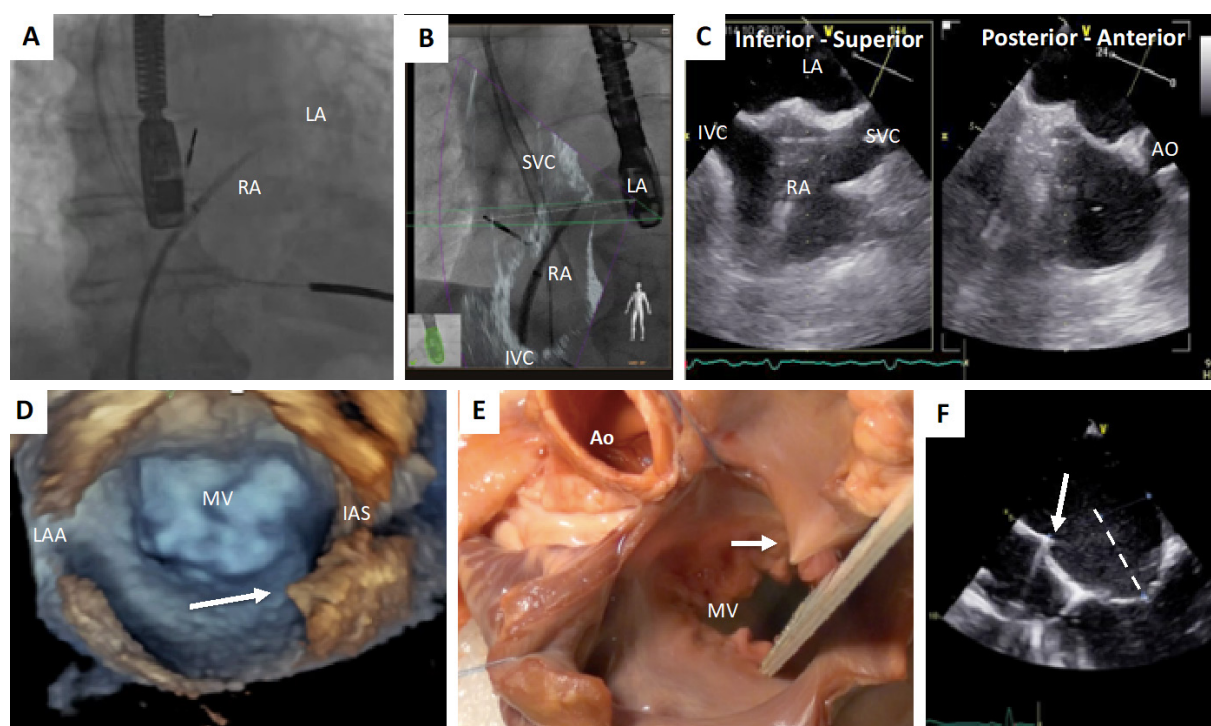 A
LA
RA
B
SVC
LA
RA
IVC
C
Inferior - Superior
LA
IVC
SVC
RA
Posterior - Anterior
AO
D
MV
LAA
IAS
E
Ao
MV
F
V